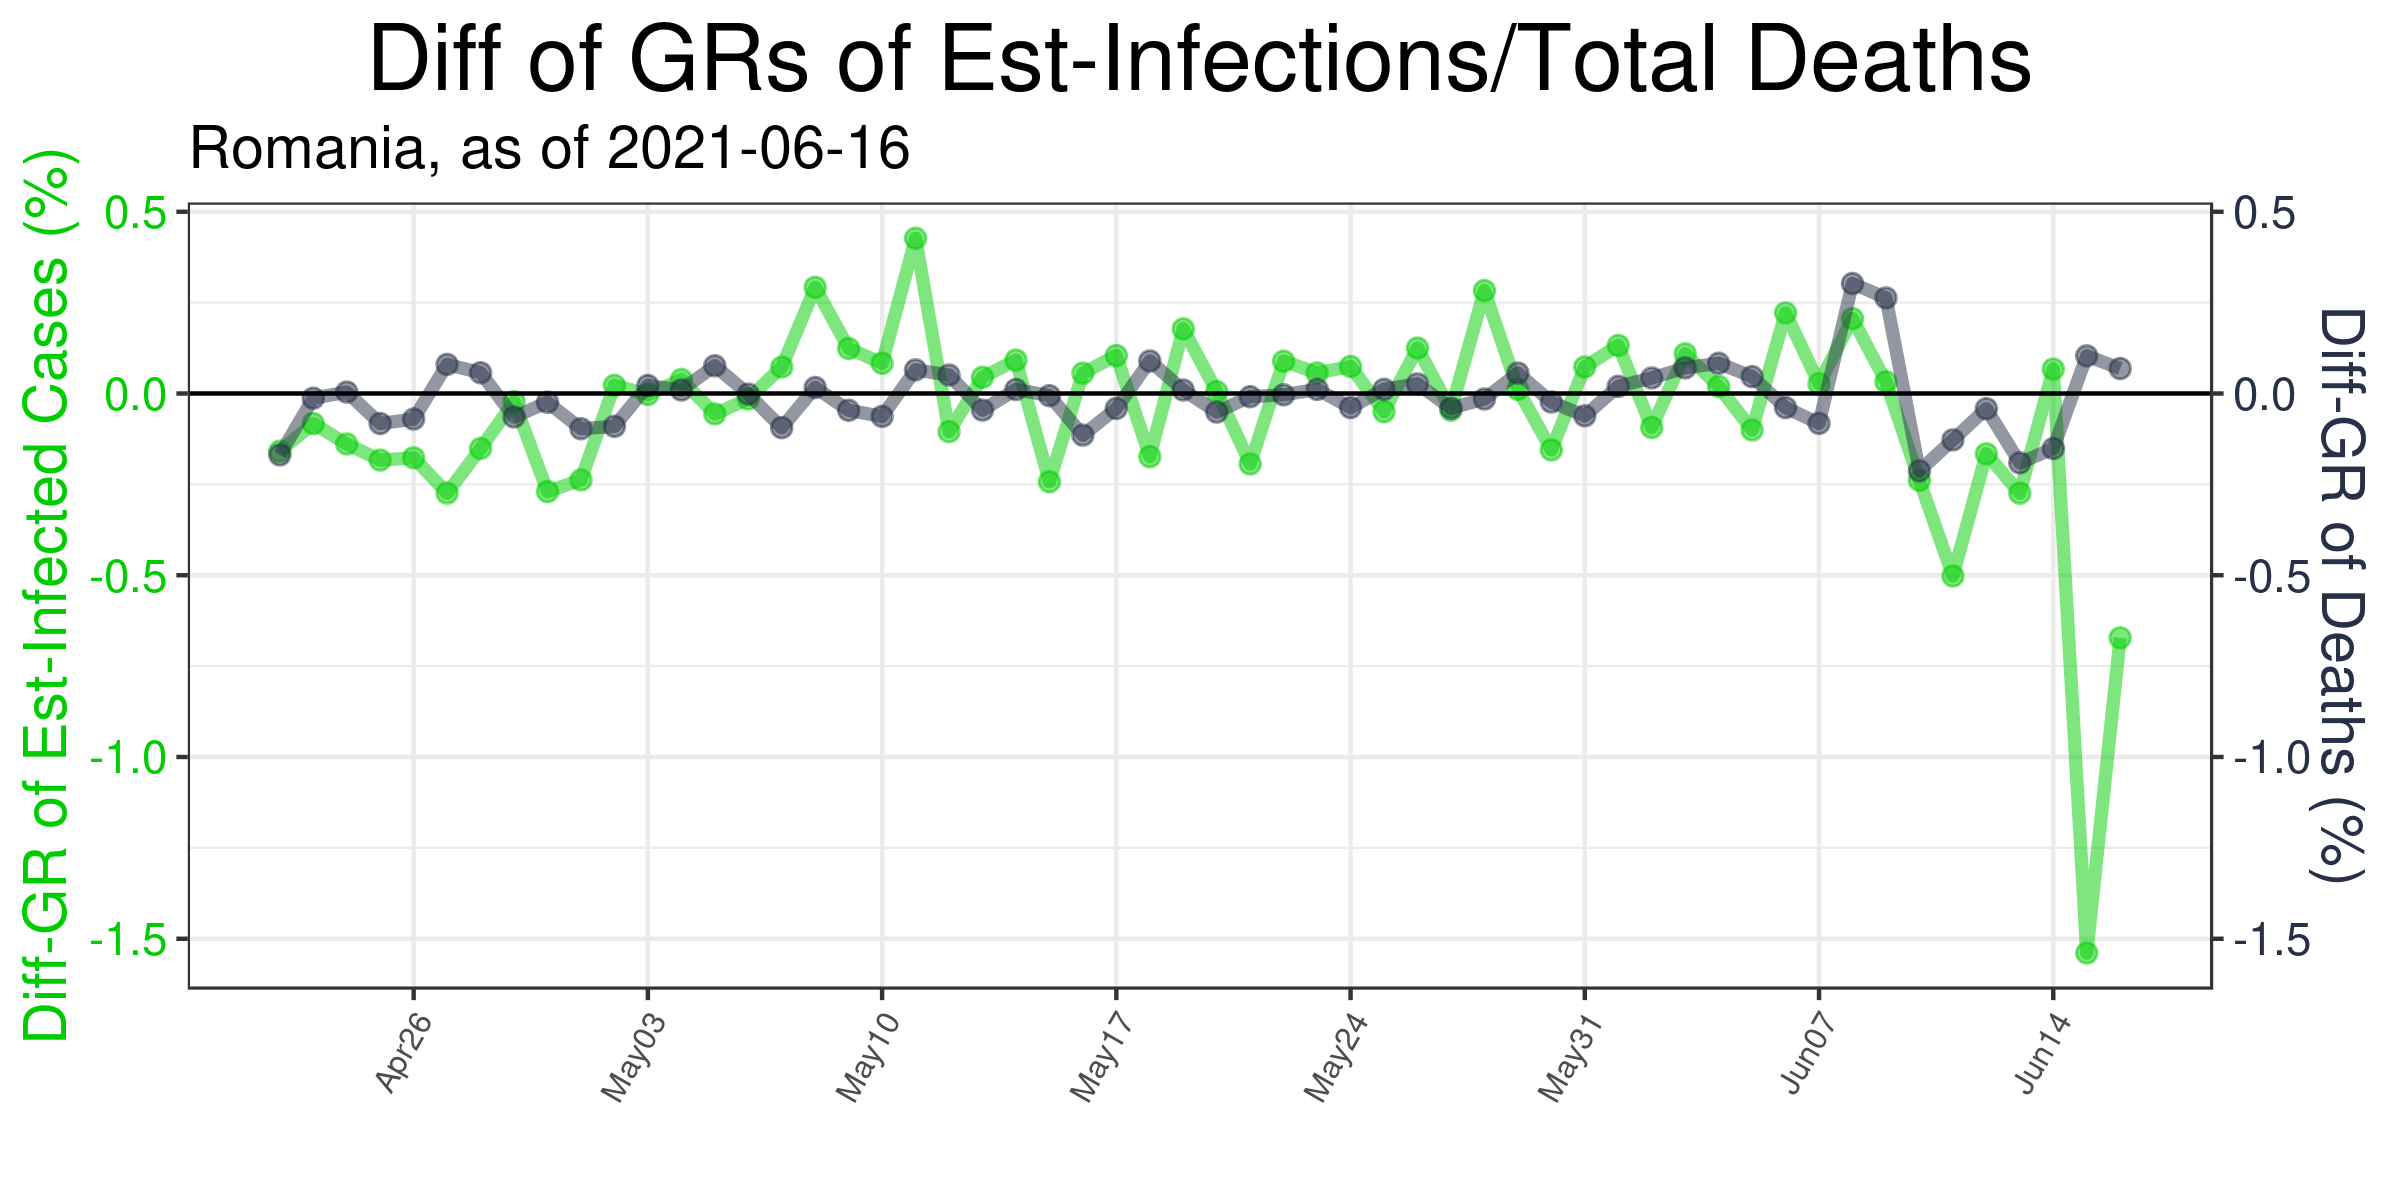 Diff of GRs of Est-Infections/Total Deaths
Romania, as of 2021-06-16
Diff-GR of Est-Infected Cases (%)
0.5
0.0
-0.5
-1.0
-1.5
0.5
0.0
-0.5
-1.0
-1.5
Diff-GR of Deaths (%)
Apr26
May03
May10
May17
May24
May31
Jun07
Jun14